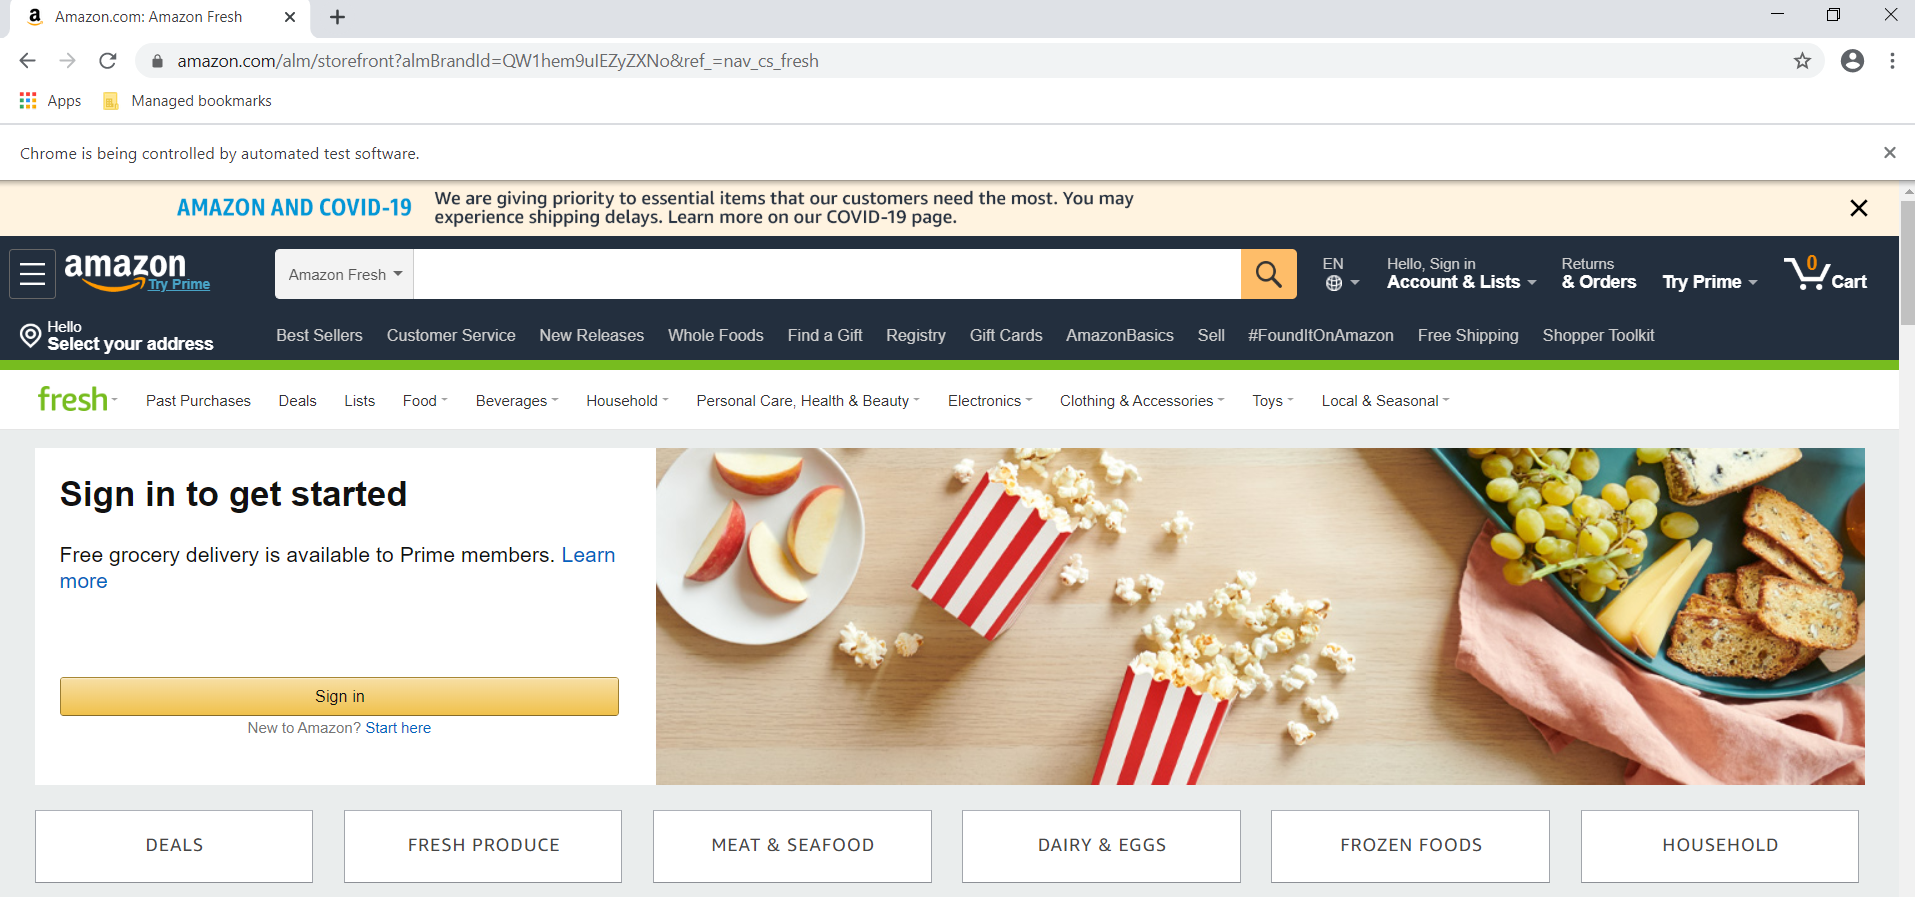 Amazon.com: Amazon Fresh
amazon.com/alm/storefront?almBrandId=QW1hem9uIEZyZXNo&ref_=nav_cs_fresh
Apps Managed bookmarks
Chrome is being controlled by automated test software.
AMAZON AND COVID-19
We are giving priority to essential items that our customers need the most. You may
experience shipping delays. Learn more on our COVID-19 page.
amazon
Try Prime
Amazon Fresh
EN
Hello, Sign in
Account & Lists
Returns
& Orders
Try Prime
0
Cart
Hello
Select your address
Best Sellers Customer Service New Releases Whole Foods Find a Gift Registry Gift Cards AmazonBasics Sell #FoundItOnAmazon Free Shipping Shopper Toolkit
fresh Past Purchases Deals Lists Food Beverages Household Personal Care, Health & Beauty Electronics Clothing & Accessories Toys Local & Seasonal
Sign in to get started
Free grocery delivery is available to Prime members. Learn
more
Sign in
New to Amazon? Start here
DEALS FRESH PRODUCE MEAT & SEAFOOD DAIRY & EGGS FROZEN FOODS HOUSEHOLD